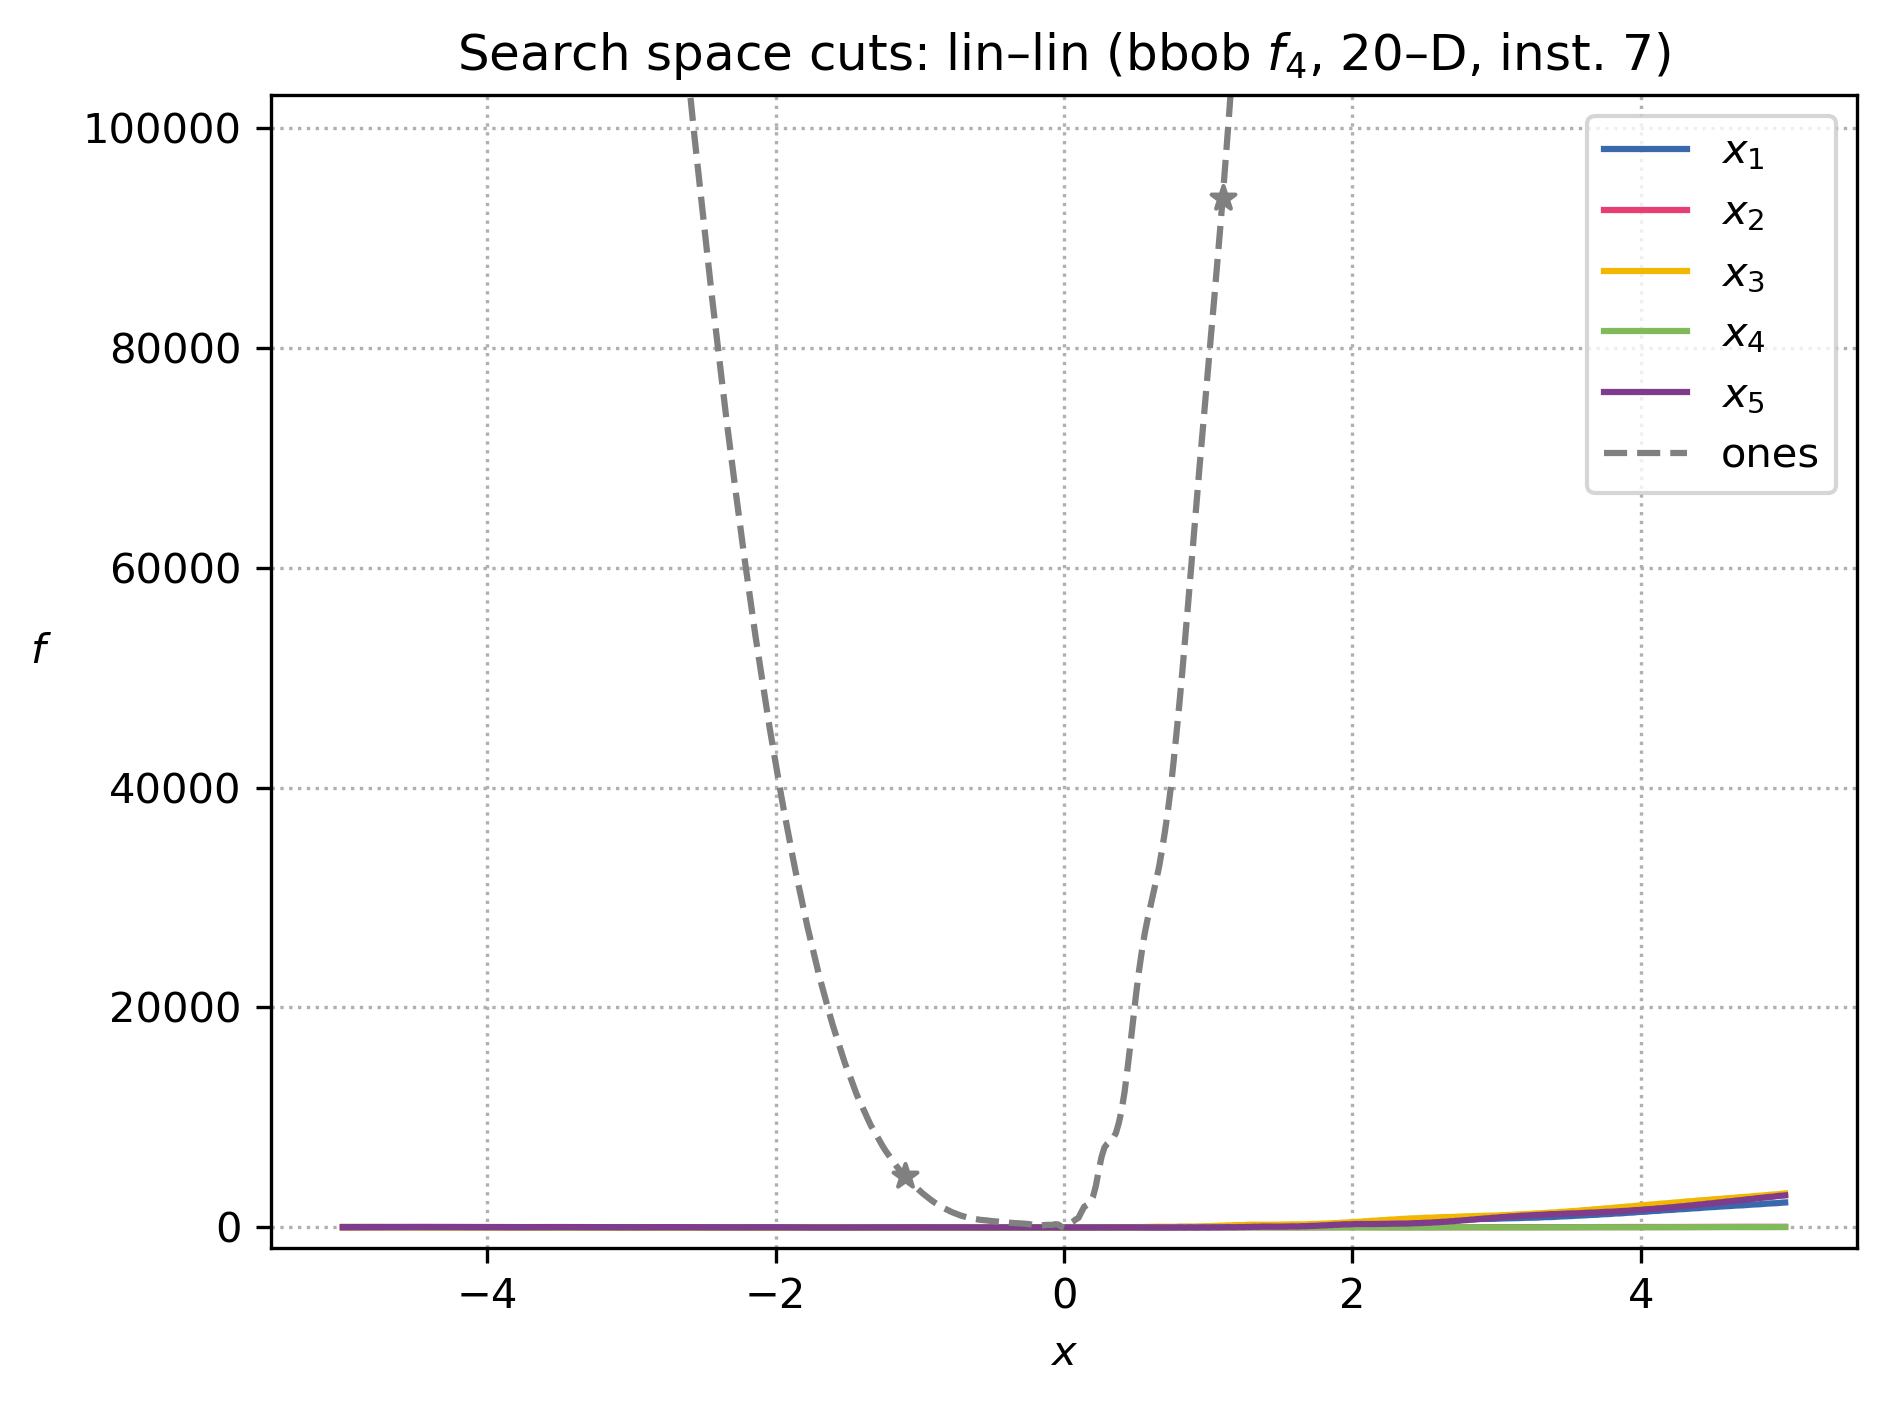 Search space cuts: lin–lin (bbob f₄, 20–D, inst. 7)
100000
80000
60000
40000
20000
0
f
−4
−2
0
2
4
x
x₁
x₂
x₃
x₄
x₅
ones